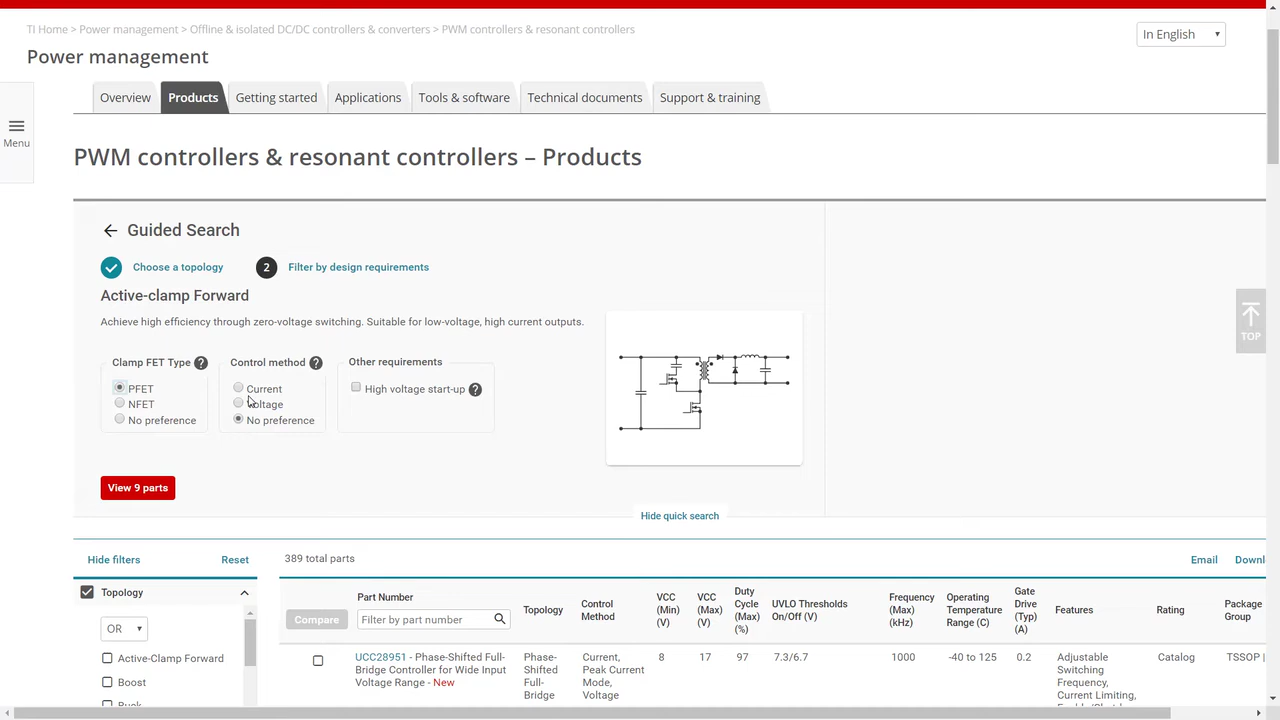 TI Home > Power management > Offline & isolated DC/DC controllers & converters > PWM controllers & resonant controllers
In English
Power management
Overview
Products
Getting started
Applications
Tools & software
Technical documents
Support & training
Menu
PWM controllers & resonant controllers – Products
Guided Search
Choose a topology
2
Filter by design requirements
Active-clamp Forward
Achieve high efficiency through zero-voltage switching. Suitable for low-voltage, high current outputs.
TOP
Clamp FET Type ?
PFET
NFET
No preference
Control method ?
Current
Voltage
No preference
Other requirements
High voltage start-up ?
View 9 parts
Hide quick search
Hide filters
Reset
389 total parts
Email
Downl
Topology
OR
Active-Clamp Forward
Boost
Buck
Compare
Part Number
Filter by part number
Topology
Control
Method
VCC
(Min)
(V)
VCC
(Max)
(V)
Duty
Cycle
(Max)
(%)
UVLO Thresholds
On/Off (V)
Frequency
(Max)
(kHz)
Operating
Temperature
Range (C)
Gate
Drive
(Typ)
(A)
Features
Rating
Package
Group
UCC28951 - Phase-Shifted Full-
Bridge Controller for Wide Input
Voltage Range - New
Phase-
Shifted
Full-
Bridge
Current,
Peak Current
Mode,
Voltage
8
17
97
7.3/6.7
1000
-40 to 125
0.2
Adjustable
Switching
Frequency,
Current Limiting,
Catalog
TSSOP |